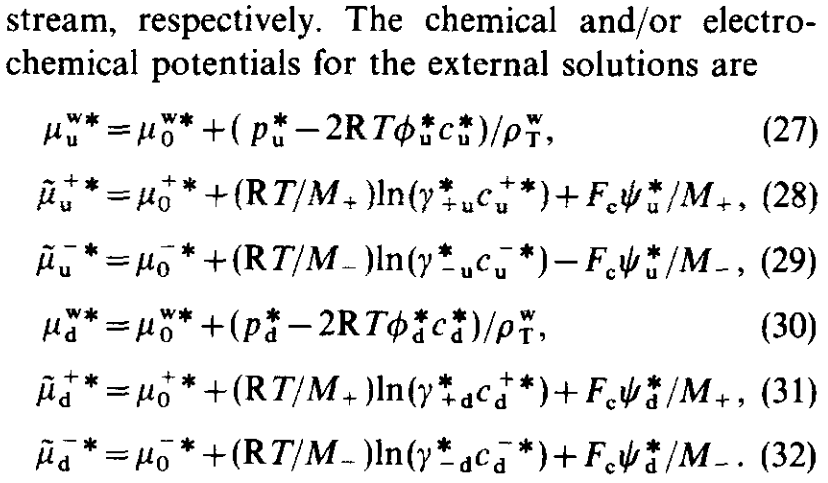 stream, respectively. The chemical and/or electro-
chemical potentials for the external solutions are
μ_u^{w*} = μ_0^{w*} + (p_u^* − 2RTϕ_u^* c_u^*)/ρ_T^w, (27)
μ̃_u^{+*} = μ_0^{+*} + (RT/M_+)ln(γ_{+u}^* c_u^{+*}) + F_c ψ_u^*/M_+, (28)
μ̃_u^{-*} = μ_0^{-*} + (RT/M_-)ln(γ_{-u}^* c_u^{-*}) − F_c ψ_u^*/M_-, (29)
μ_d^{w*} = μ_0^{w*} + (p_d^* − 2RTϕ_d^* c_d^*)/ρ_T^w, (30)
μ̃_d^{+*} = μ_0^{+*} + (RT/M_+)ln(γ_{+d}^* c_d^{+*}) + F_c ψ_d^*/M_+, (31)
μ̃_d^{-*} = μ_0^{-*} + (RT/M_-)ln(γ_{-d}^* c_d^{-*}) + F_c ψ_d^*/M_-. (32)